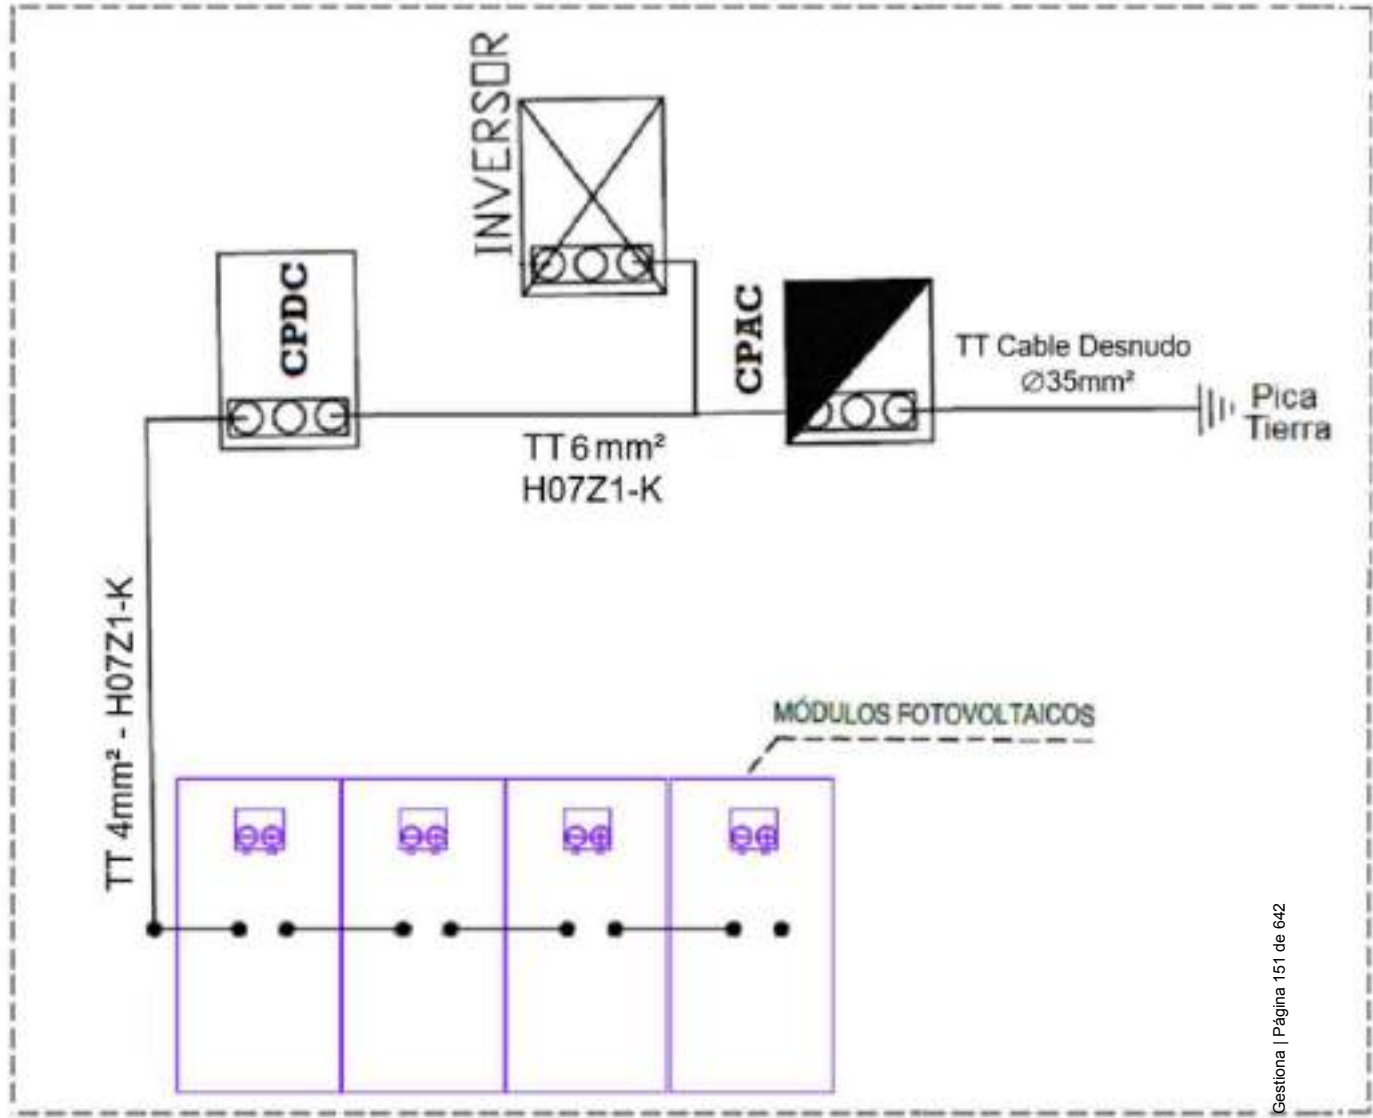 INVERSOR
CPDC
CPAC
TT Cable Desnudo
Ø35mm²
Pica
Tierra
TT 6 mm²
H07Z1-K
TT 4mm² - H07Z1-K
MÓDULOS FOTOVOLTAICOS
Gestiona | Página 151 de 642